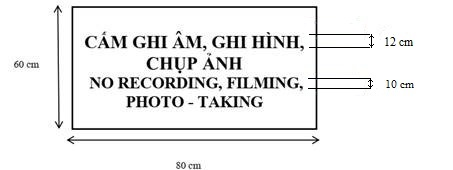 CẤM GHI ÂM, GHI HÌNH,
CHỤP ẢNH
NO RECORDING, FILMING,
PHOTO - TAKING
60 cm
12 cm
10 cm
80 cm